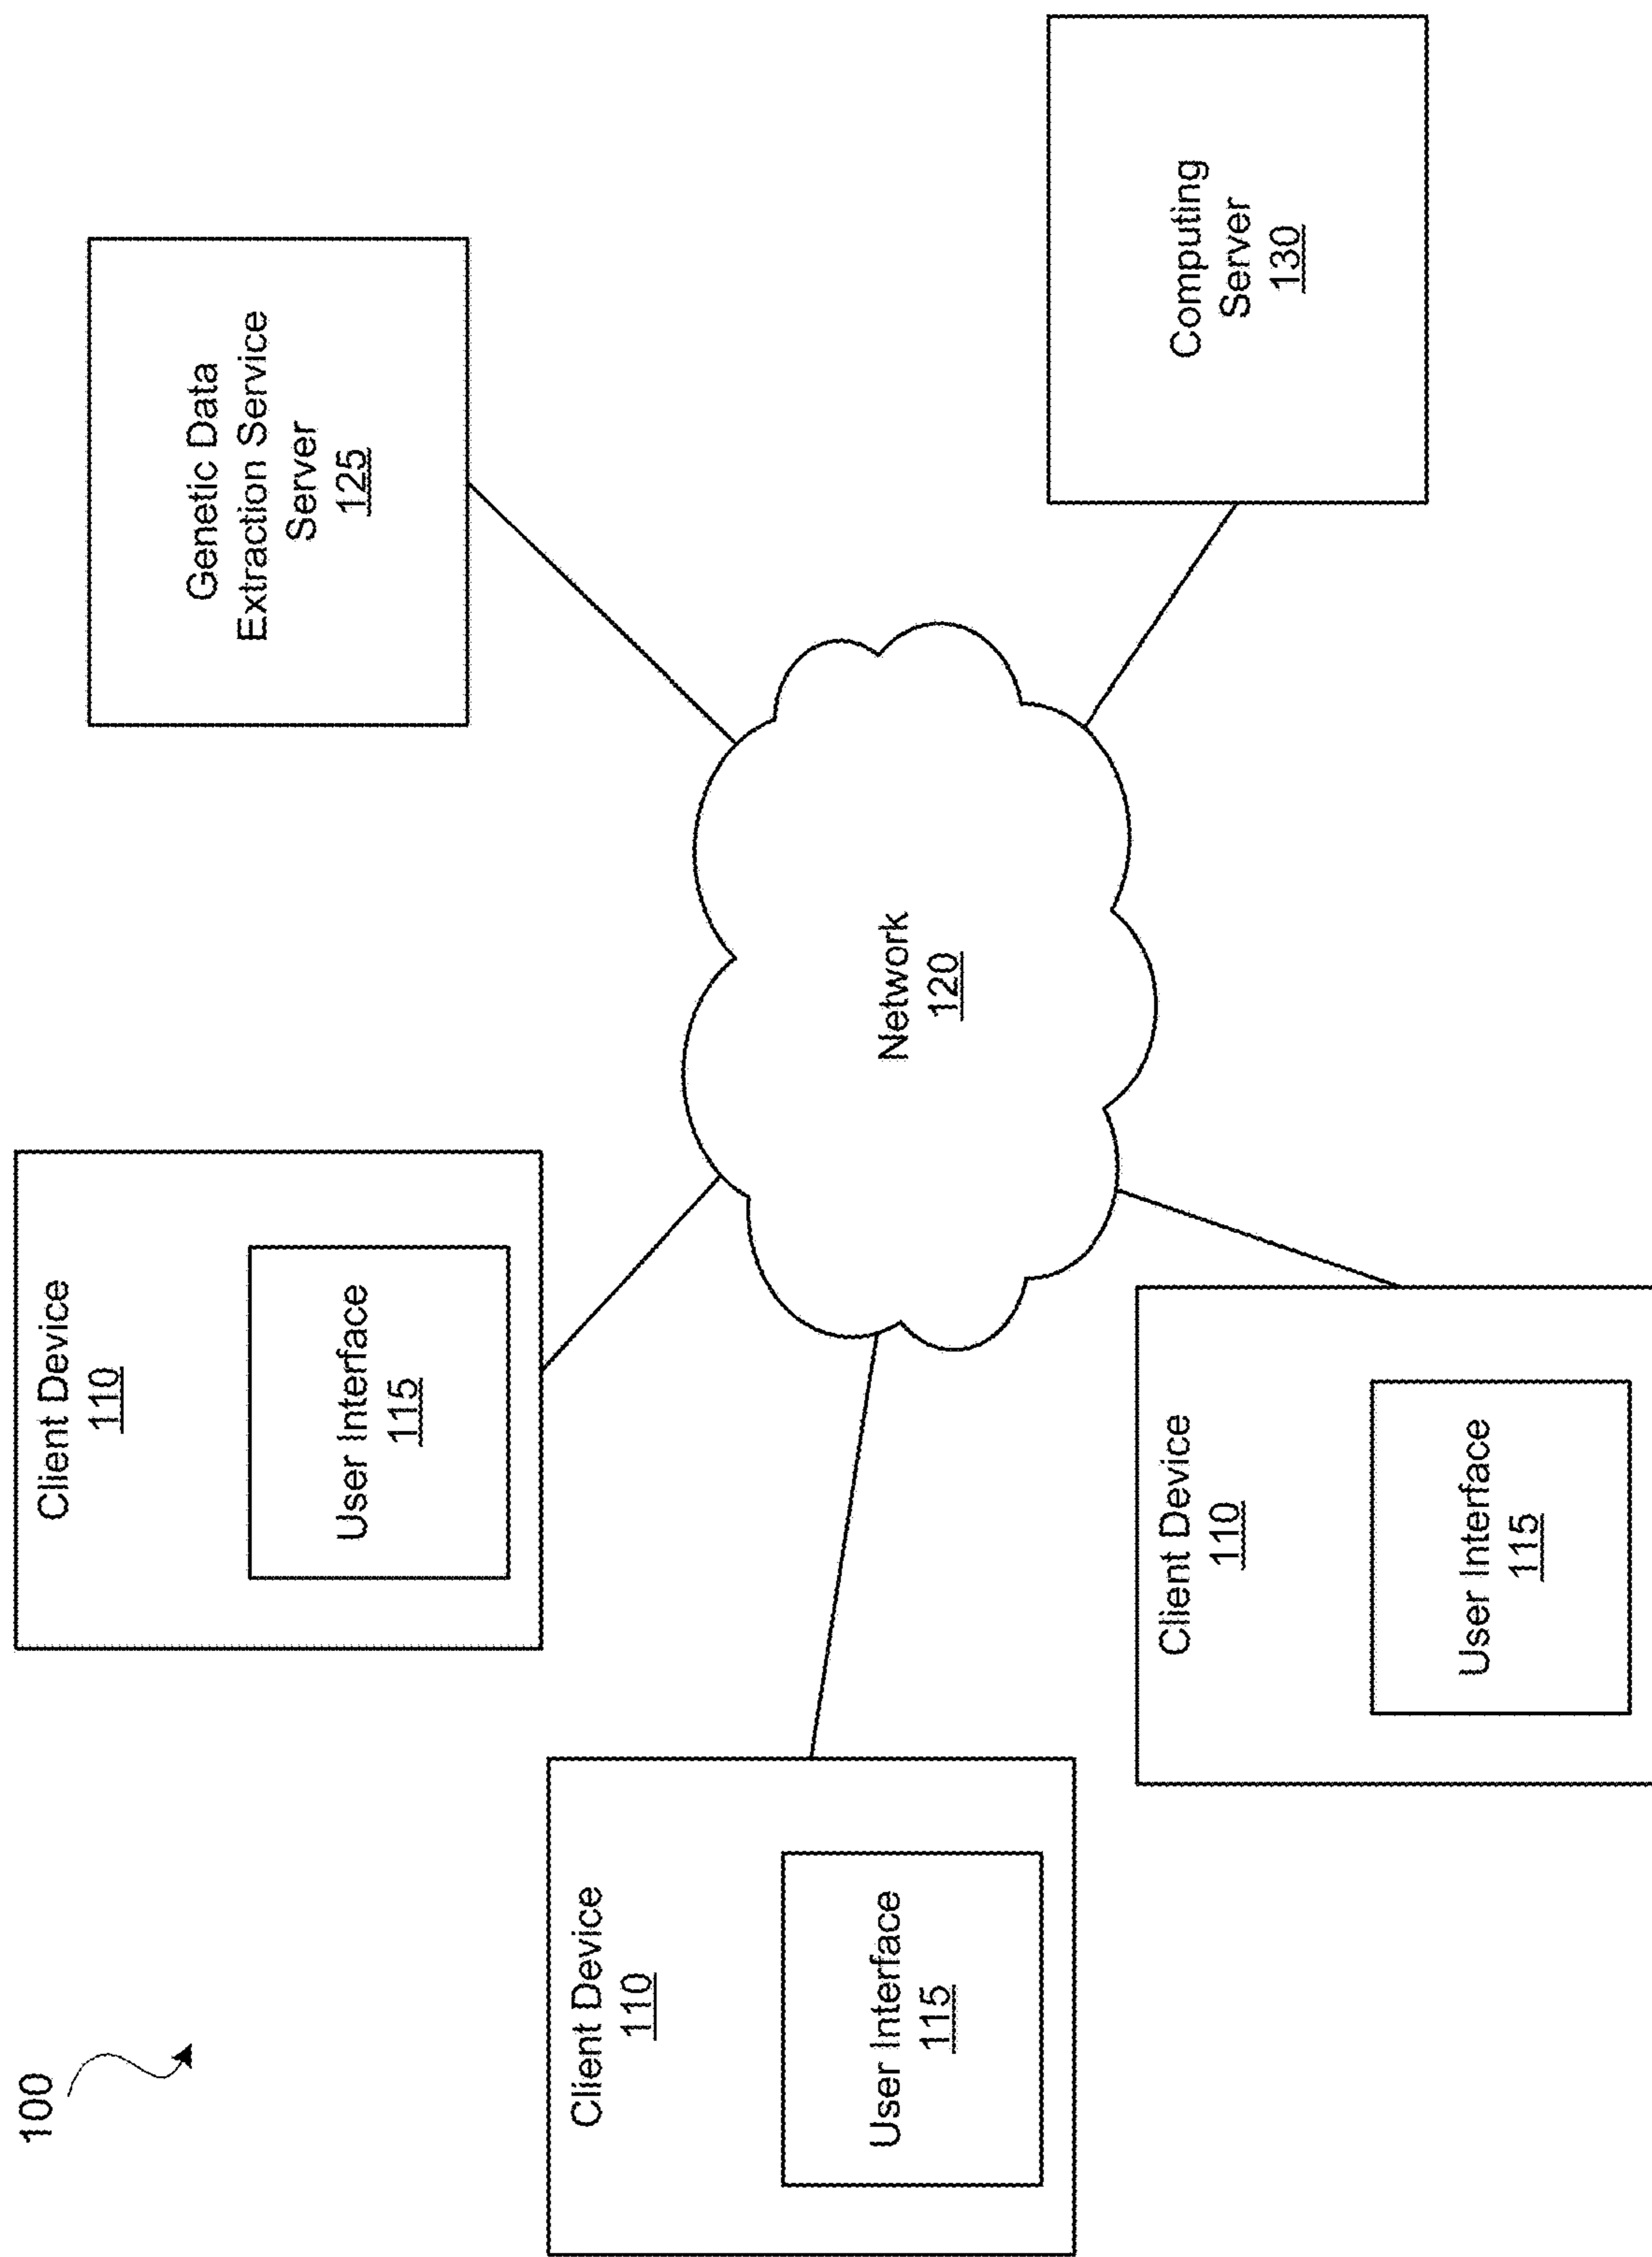 100
Client Device
110
User Interface
115
Client Device
110
User Interface
115
Client Device
110
User Interface
115
Network
120
Genetic Data
Extraction Service
Server
125
Computing
Server
130